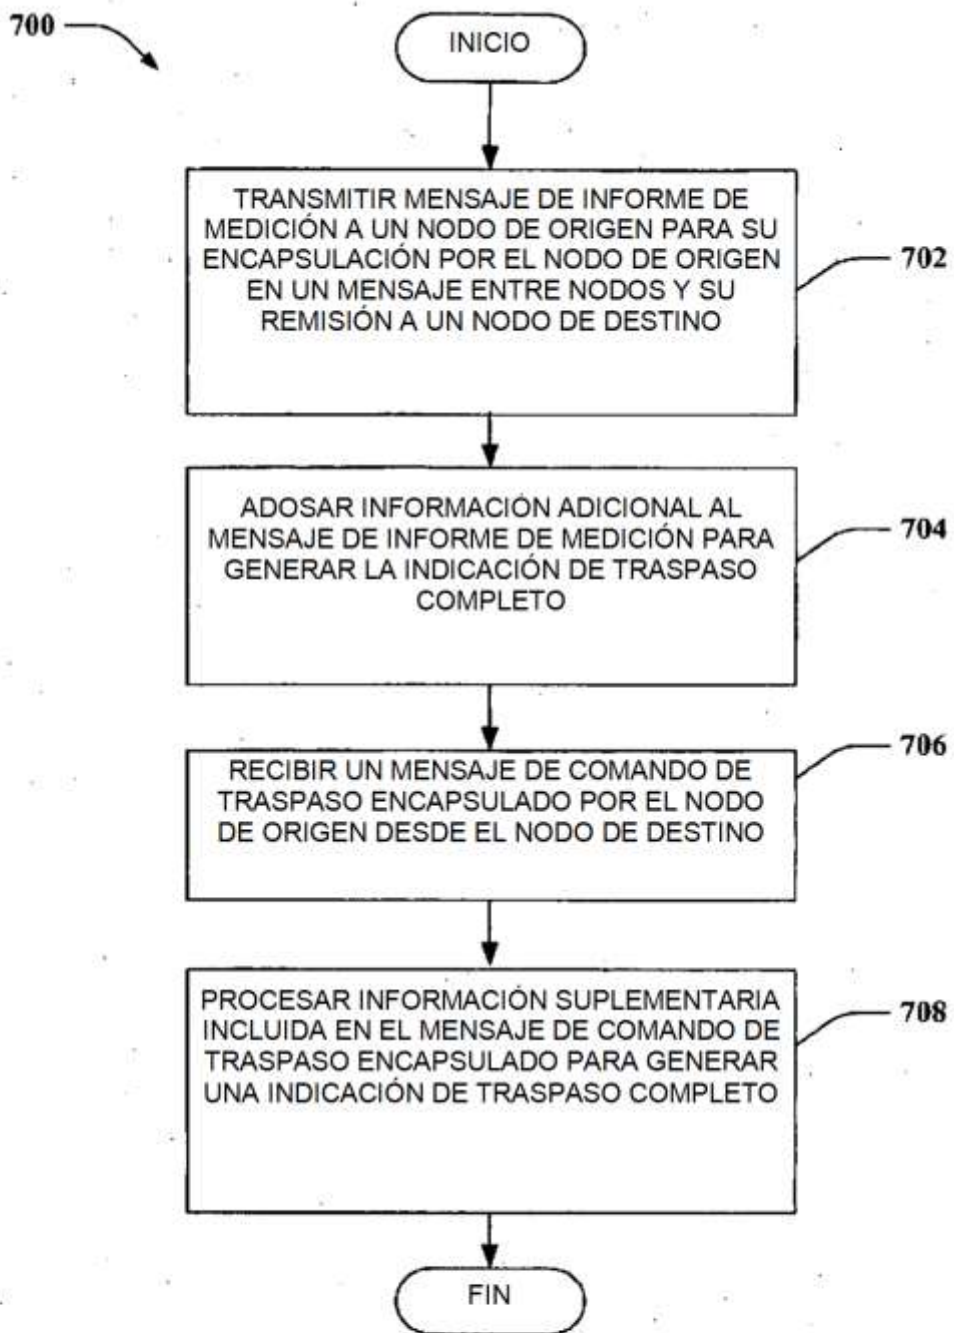 700
INICIO
TRANSMITIR MENSAJE DE INFORME DE
MEDICIÓN A UN NODO DE ORIGEN PARA SU
ENCAPSULACIÓN POR EL NODO DE ORIGEN
EN UN MENSAJE ENTRE NODOS Y SU
REMISIÓN A UN NODO DE DESTINO
702
ADOSAR INFORMACIÓN ADICIONAL AL
MENSAJE DE INFORME DE MEDICIÓN PARA
GENERAR LA INDICACIÓN DE TRASPASO
COMPLETO
704
RECIBIR UN MENSAJE DE COMANDO DE
TRASPASO ENCAPSULADO POR EL NODO
DE ORIGEN DESDE EL NODO DE DESTINO
706
PROCESAR INFORMACIÓN SUPLEMENTARIA
INCLUIDA EN EL MENSAJE DE COMANDO DE
TRASPASO ENCAPSULADO PARA GENERAR
UNA INDICACIÓN DE TRASPASO COMPLETO
708
FIN